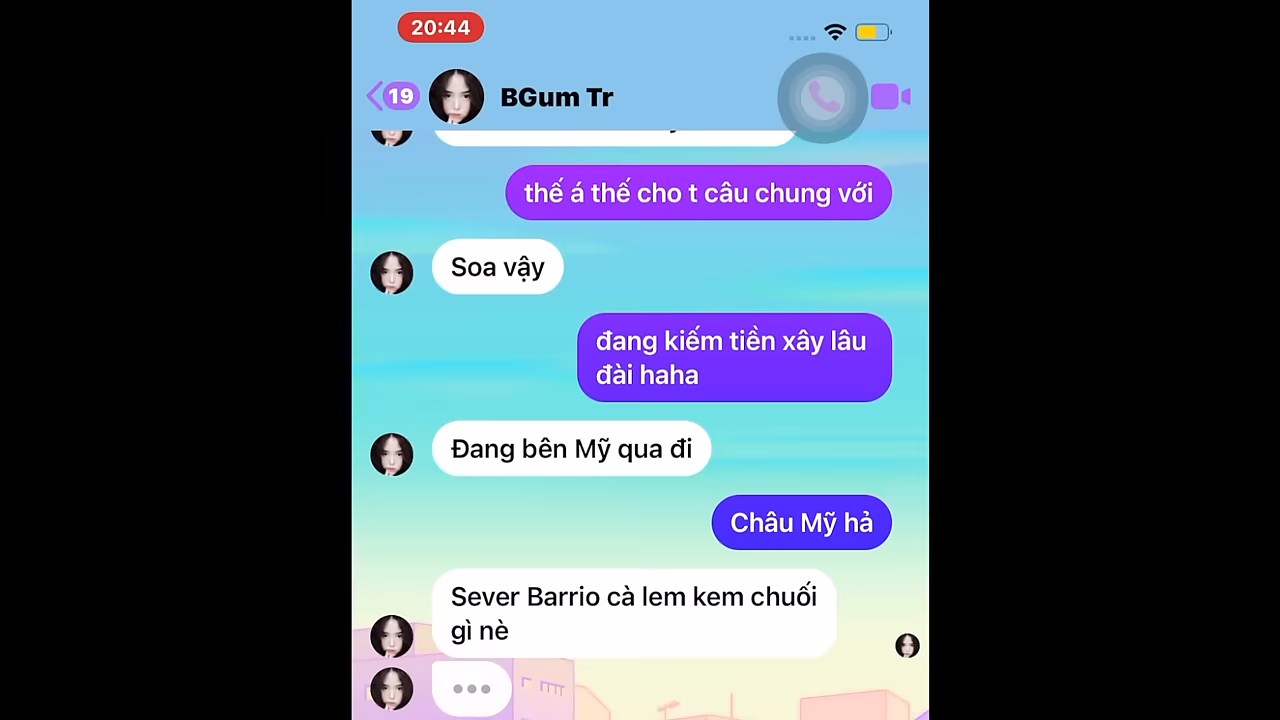 20:44
19
BGum Tr
thế á thế cho t câu chung với
Soa vậy
đang kiếm tiền xây lâu
đài haha
Đang bên Mỹ qua đi
Châu Mỹ hả
Sever Barrio cà lem kem chuối
gì nè